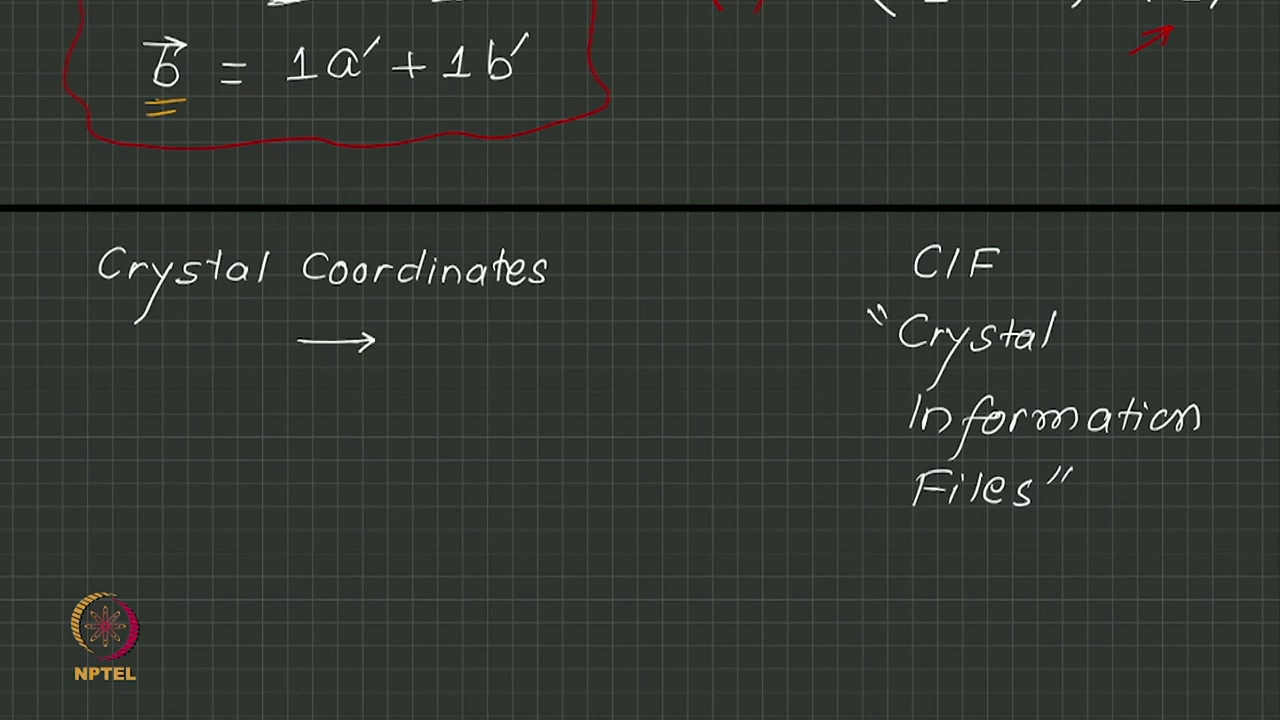 b⃗ = 1a′ + 1b′
Crystal Coordinates
→
CIF
"Crystal
Information
Files"
NPTEL